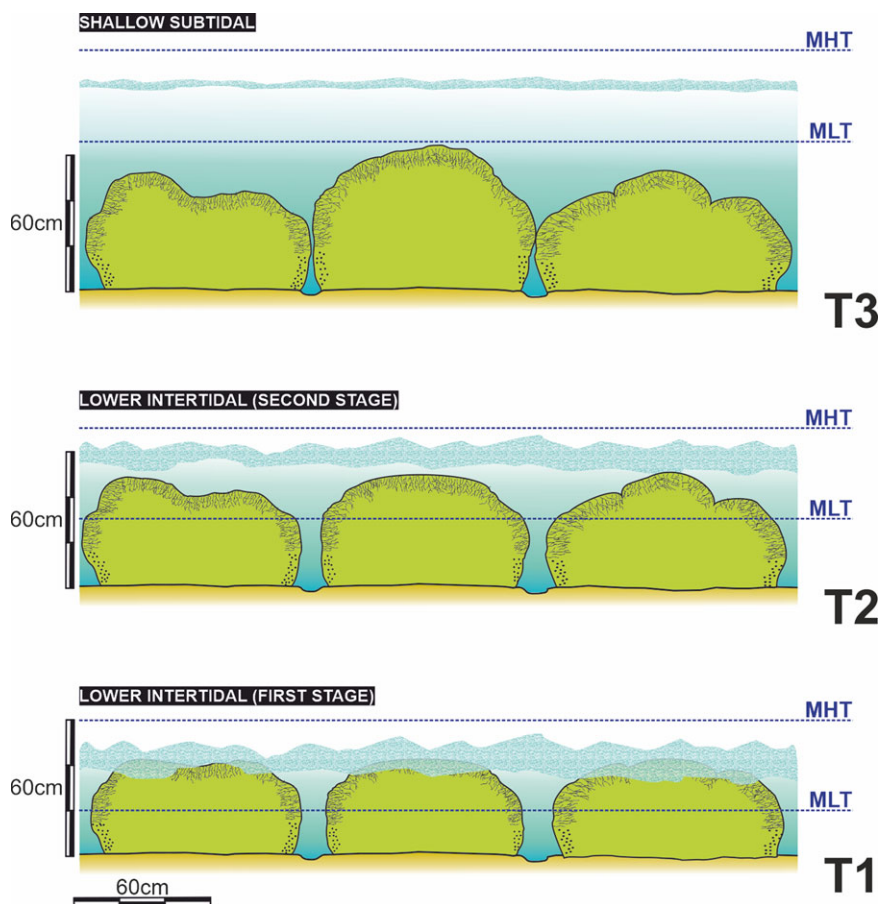 SHALLOW SUBTIDAL
MHT
MLT
60cm
T3
LOWER INTERTIDAL (SECOND STAGE)
MHT
60cm
MLT
T2
LOWER INTERTIDAL (FIRST STAGE)
MHT
60cm
MLT
T1
60cm